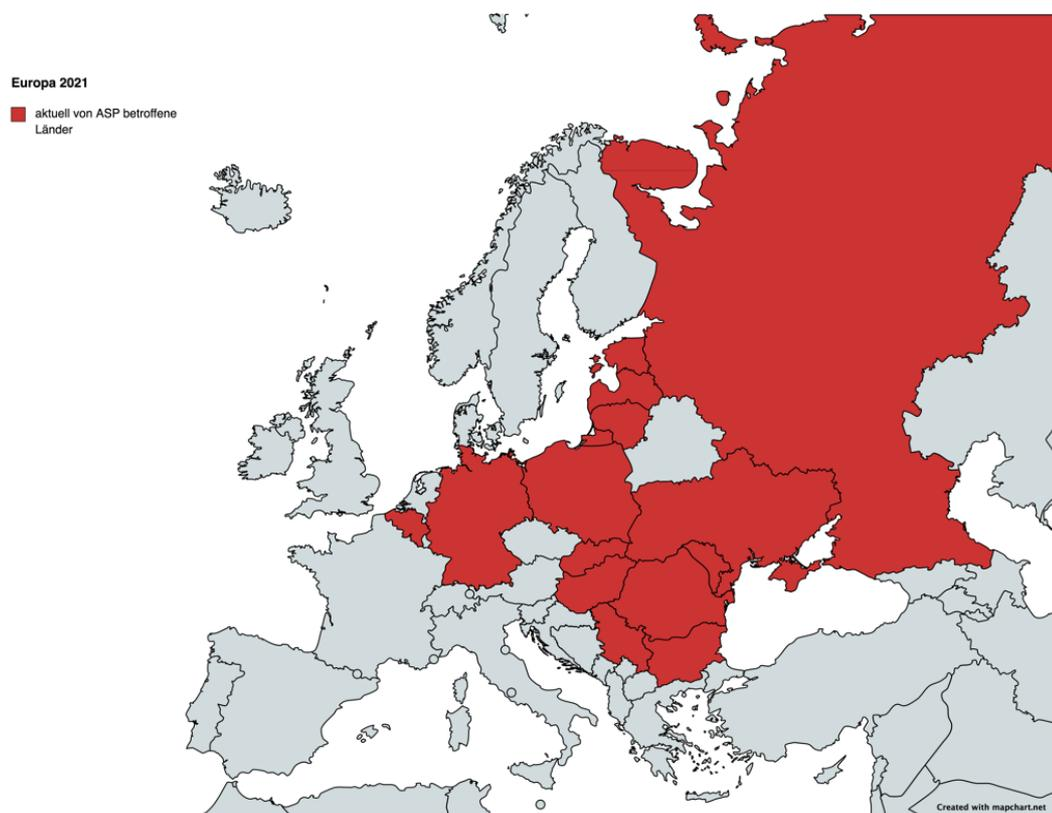 Europa 2021
aktuell von ASP betroffene
Länder
Created with mapchart.net